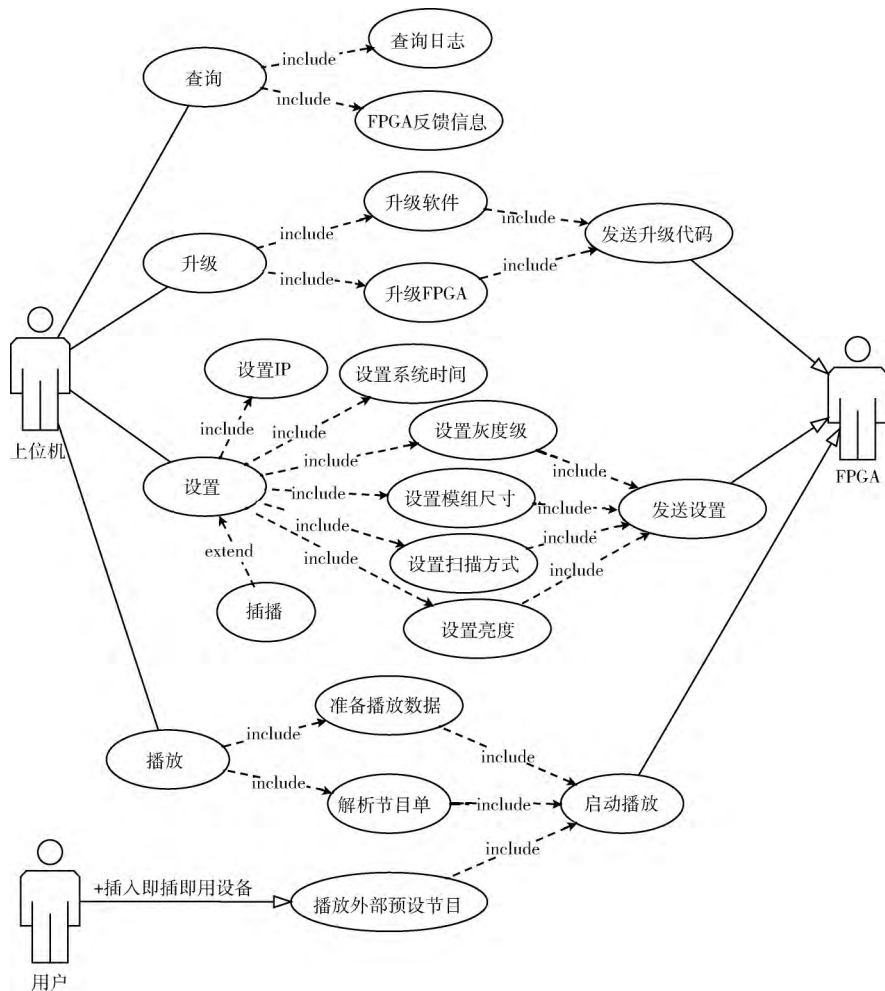 查询日志
include
查询
include
FPGA反馈信息
升级软件
include
include
发送升级代码
升级
include
include
升级FPGA
设置IP
设置系统时间
include
include
设置灰度级
上位机
include
include
FPGA
设置
include
设置模组尺寸
include
发送设置
include
extend
设置扫描方式
include
include
include
插播
设置亮度
准备播放数据
include
include
播放
include
解析节目单
include
启动播放
include
+插入即插即用设备
播放外部预设节目
用户